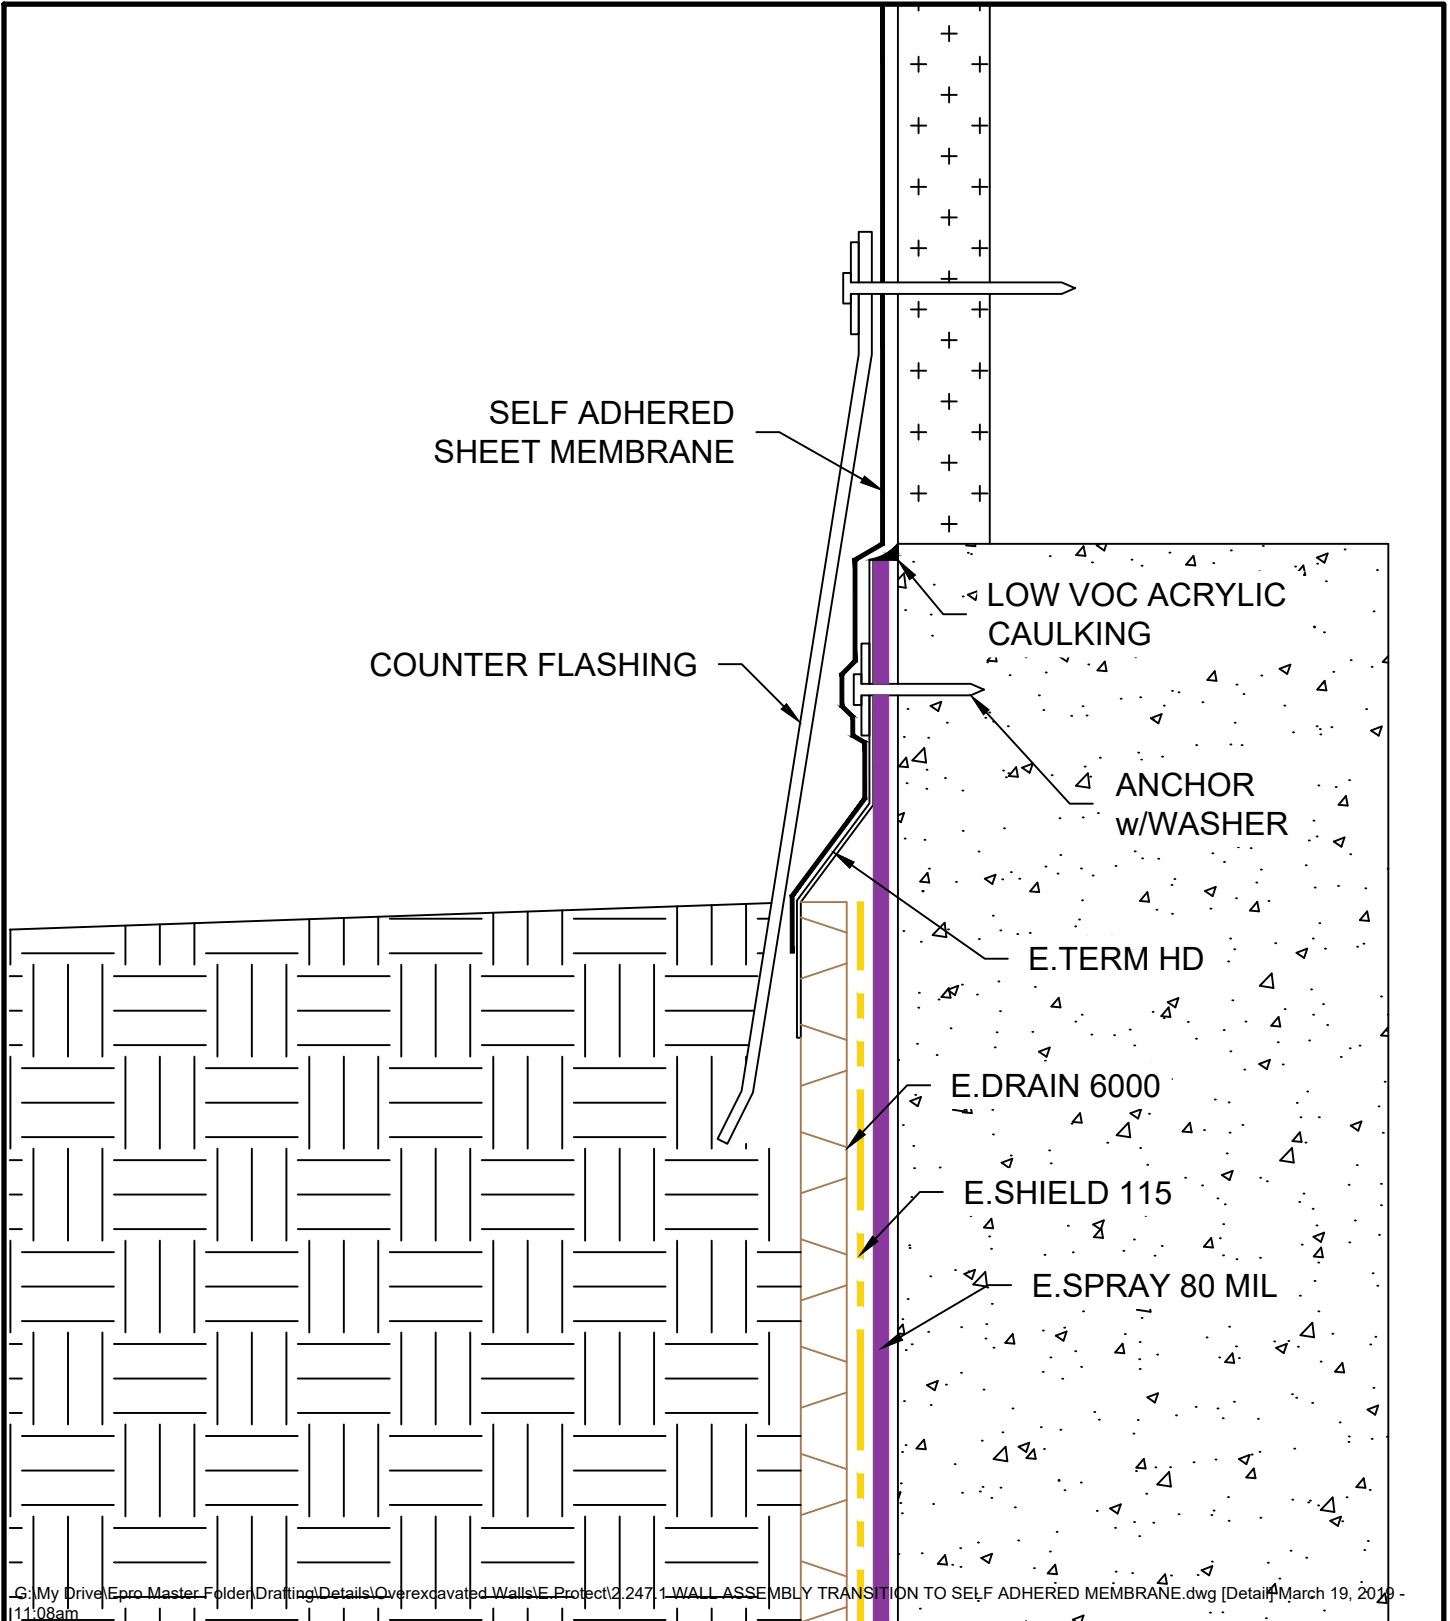 SELF ADHERED
SHEET MEMBRANE
LOW VOC ACRYLIC
CAULKING
COUNTER FLASHING
ANCHOR
w/WASHER
E.TERM HD
E.DRAIN 6000
E.SHIELD 115
E.SPRAY 80 MIL
G:\My Drive\Epro Master Folder\Drafting\Details\Overexcavated Walls\E.Protect\2.247.1 WALL ASSEMBLY TRANSITION TO SELF ADHERED MEMBRANE.dwg [Detail] March 19, 2019 -
11:08am